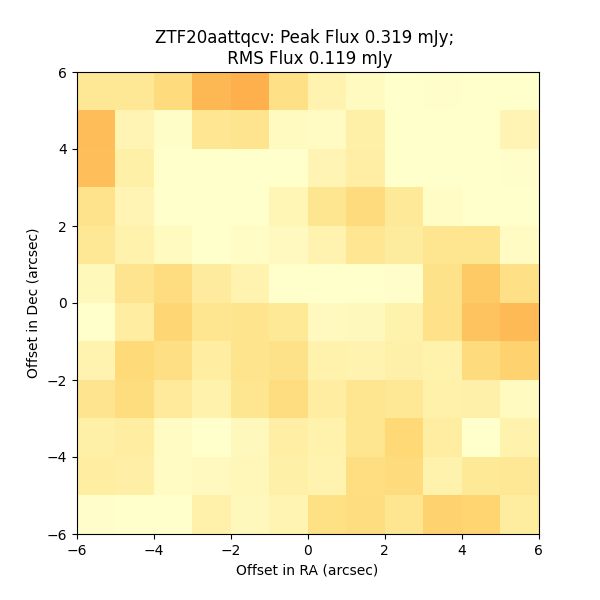 ZTF20aattqcv: Peak Flux 0.319 mJy;
RMS Flux 0.119 mJy
6
4
2
0
−2
−4
−6
Offset in Dec (arcsec)
−6 −4 −2 0 2 4 6
Offset in RA (arcsec)